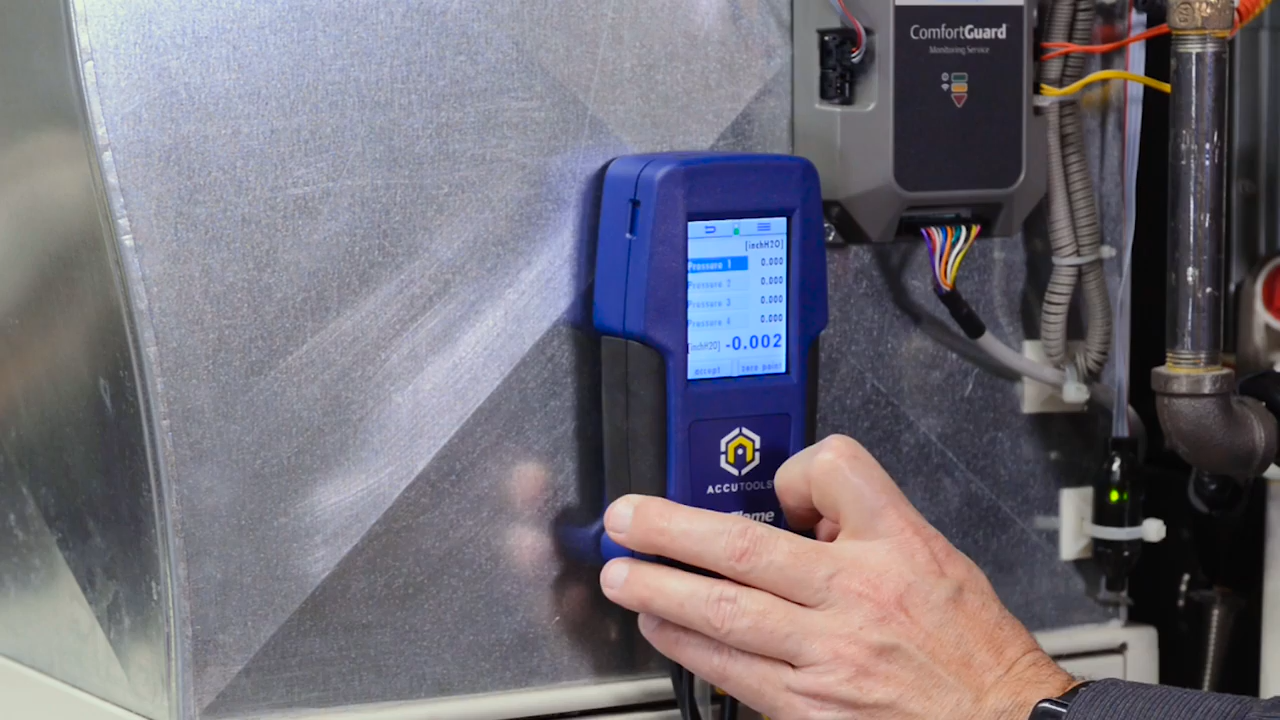 ComfortGuard
Monitoring Service
[inchH2O]
Pressure 1 0.000
Pressure 2 0.000
Pressure 3 0.000
Pressure 4 0.000
[inchH2O] -0.002
accept zero point
ACCUTOOLS